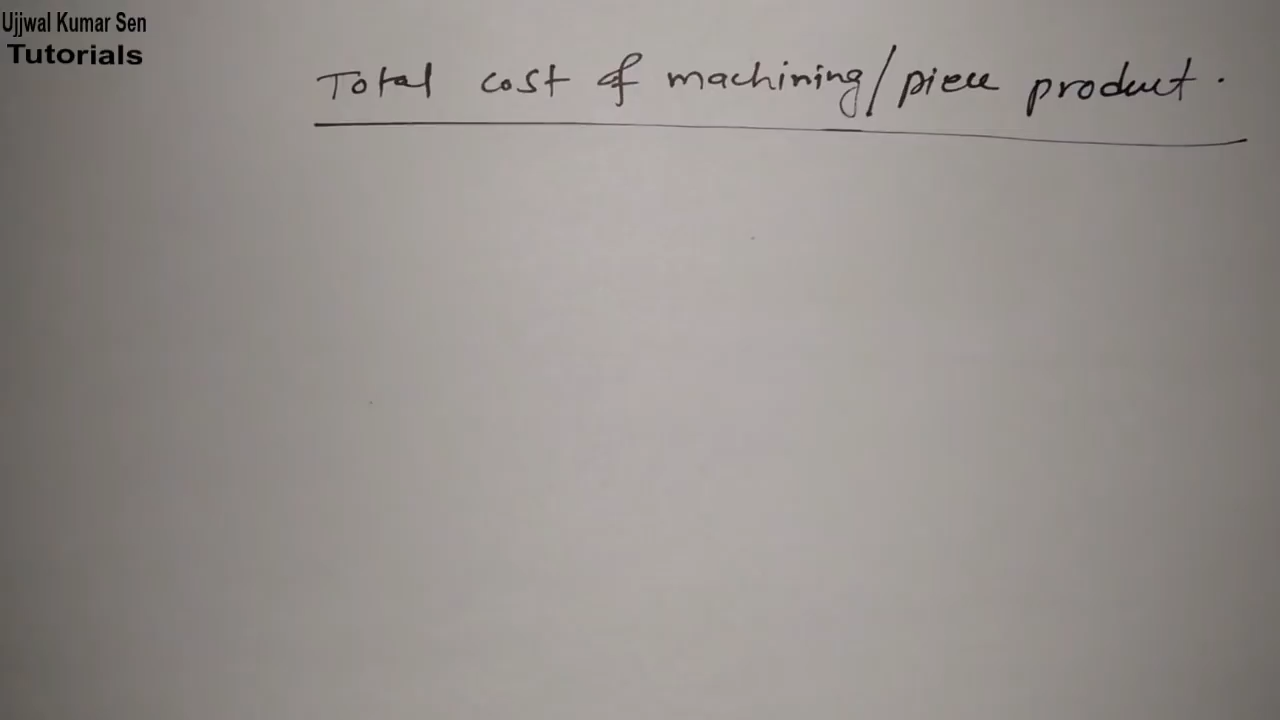 Ujjwal Kumar Sen
Tutorials
Total cost of machining/piece product.